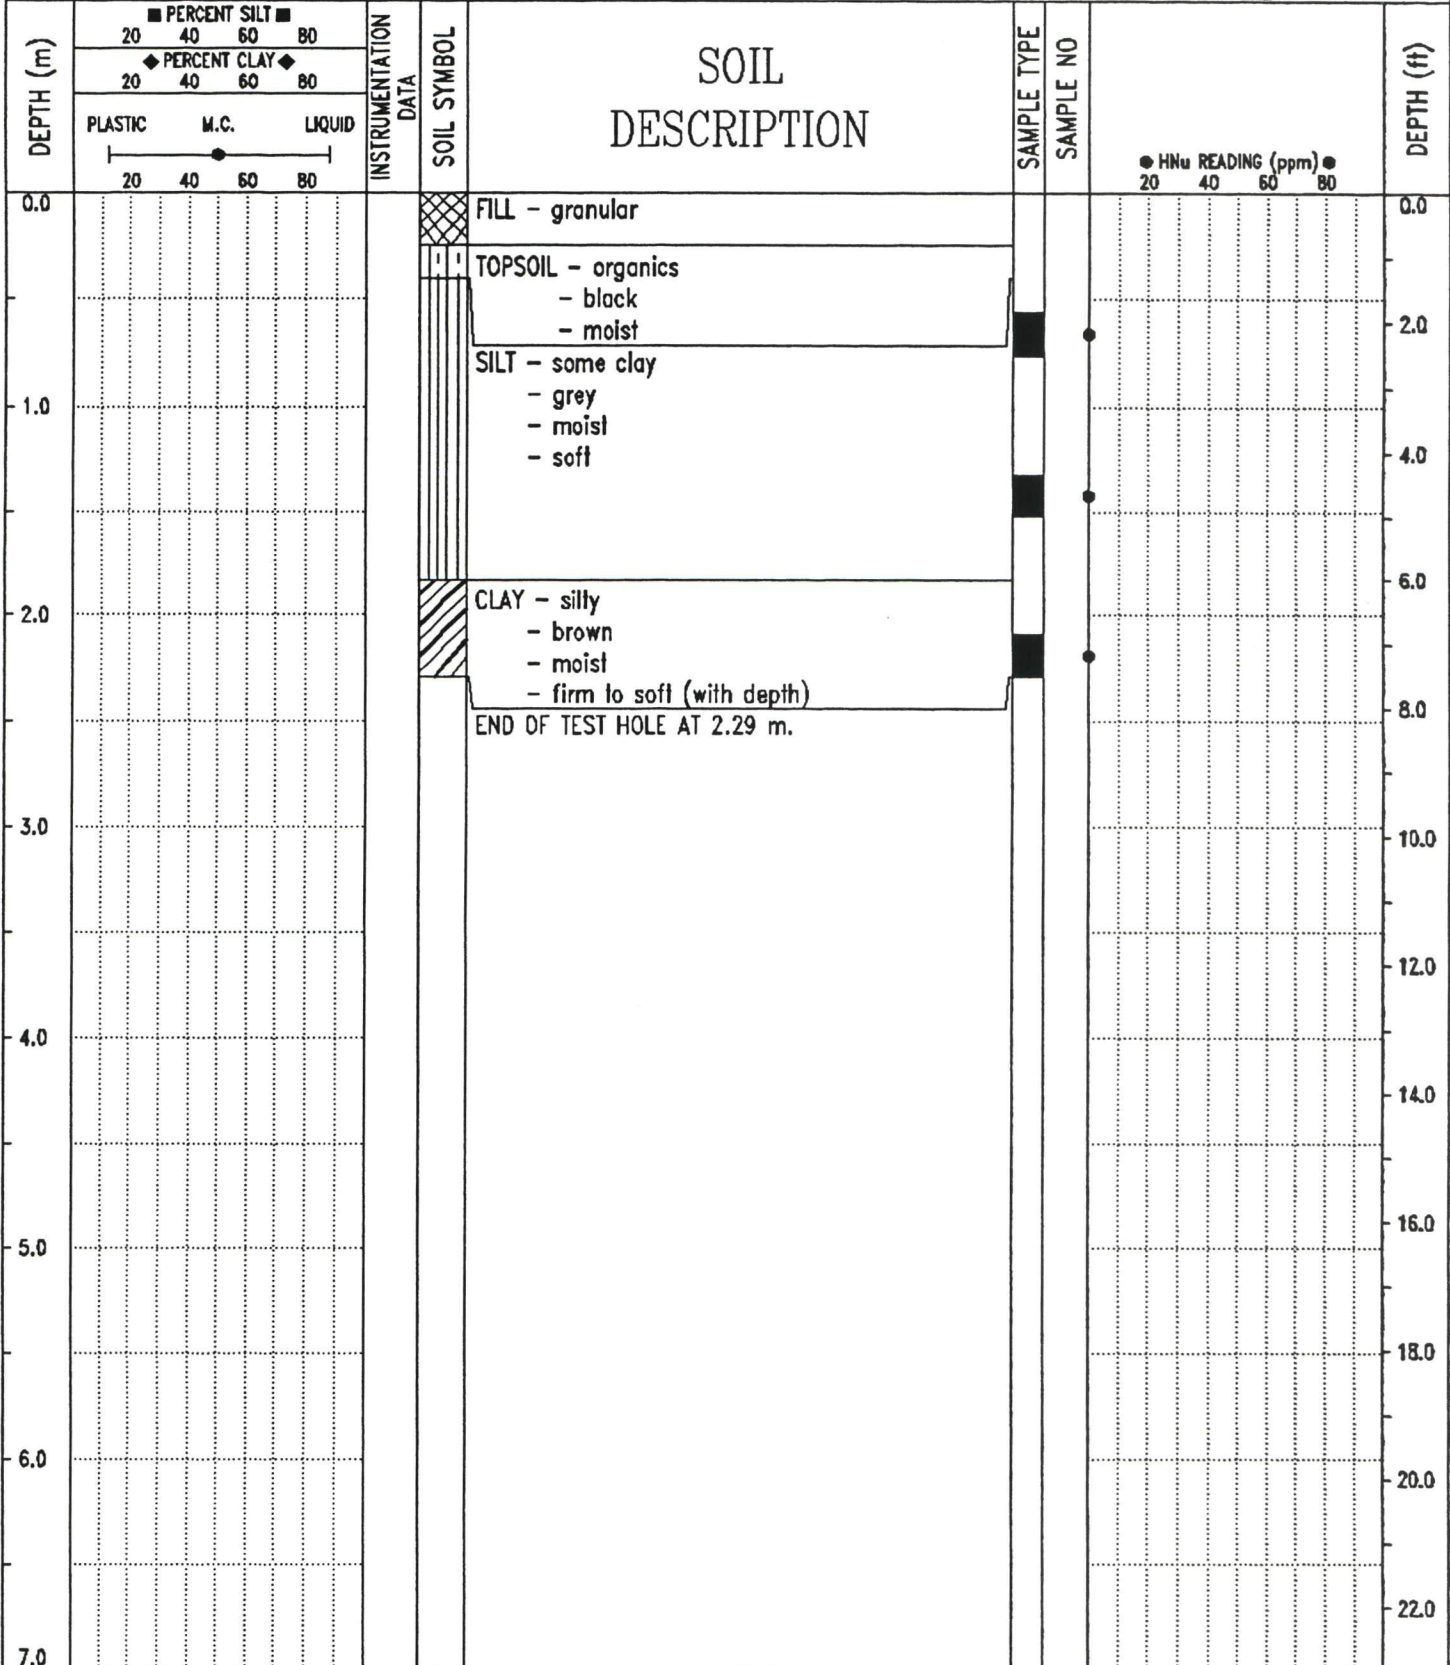 DEPTH (m)
■ PERCENT SILT ■
20 40 60 80
◆ PERCENT CLAY ◆
20 40 60 80
PLASTIC M.C. LIQUID
20 40 60 80
INSTRUMENTATION
DATA
SOIL SYMBOL
SOIL
DESCRIPTION
SAMPLE TYPE
SAMPLE NO
● HNu READING (ppm) ●
20 40 60 80
DEPTH (ft)
0.0
FILL - granular
0.0
TOPSOIL - organics
- black
- moist
2.0
SILT - some clay
- grey
1.0
- moist
- soft
4.0
6.0
CLAY - silty
2.0
- brown
- moist
- firm to soft (with depth)
8.0
END OF TEST HOLE AT 2.29 m.
3.0
10.0
12.0
4.0
14.0
16.0
5.0
18.0
6.0
20.0
22.0
7.0